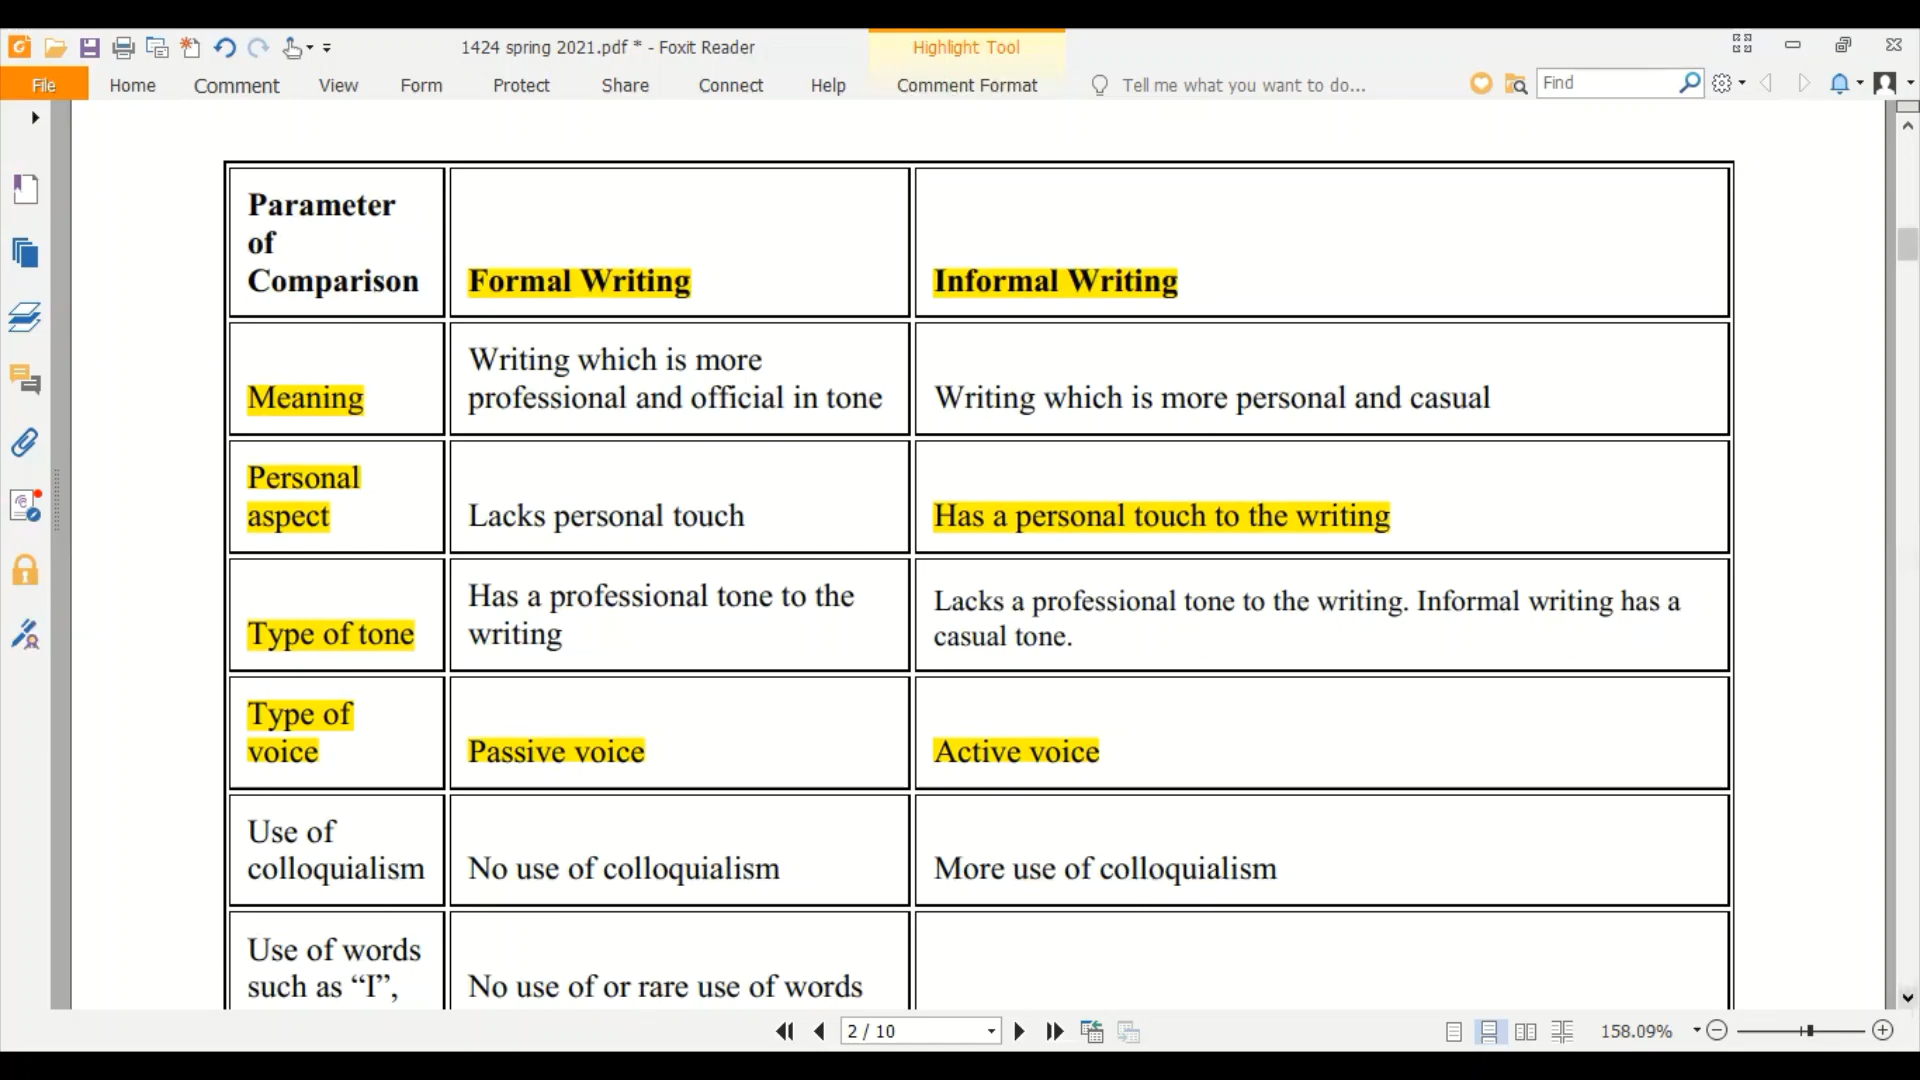 1424 spring 2021.pdf * - Foxit Reader
Highlight Tool
File
Home
Comment
View
Form
Protect
Share
Connect
Help
Comment Format
Tell me what you want to do...
Find
Parameter
of
Comparison
Formal Writing
Informal Writing
Meaning
Writing which is more
professional and official in tone
Writing which is more personal and casual
Personal
aspect
Lacks personal touch
Has a personal touch to the writing
Type of tone
Has a professional tone to the
writing
Lacks a professional tone to the writing. Informal writing has a
casual tone.
Type of
voice
Passive voice
Active voice
Use of
colloquialism
No use of colloquialism
More use of colloquialism
Use of words
such as “I”,
No use of or rare use of words
2 / 10
158.09%